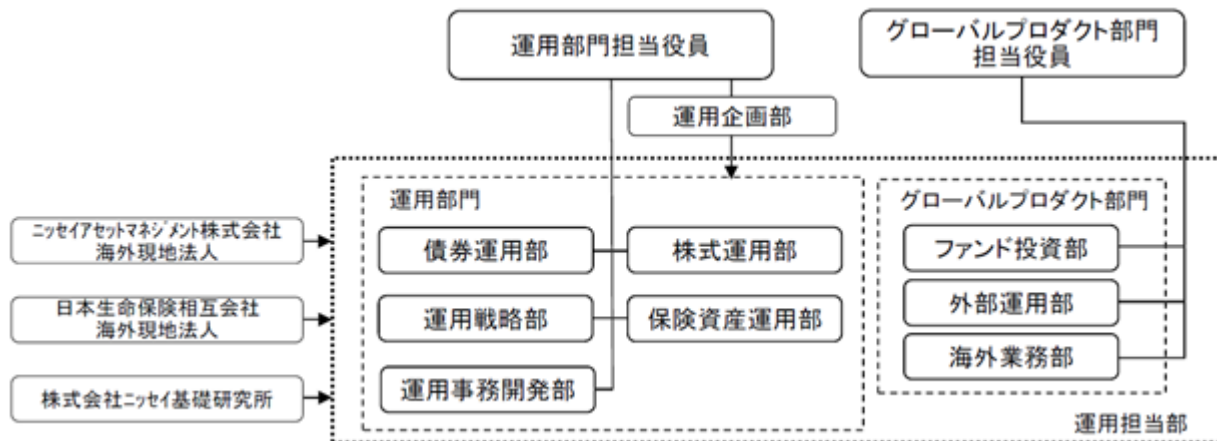 運用部門担当役員
グローバルプロダクト部門
担当役員
運用企画部
運用部門
グローバルプロダクト部門
ニッセイアセットマネジメント株式会社
海外現地法人
債券運用部
株式運用部
ファンド投資部
日本生命保険相互会社
海外現地法人
運用戦略部
保険資産運用部
外部運用部
海外業務部
株式会社ニッセイ基礎研究所
運用事務開発部
運用担当部